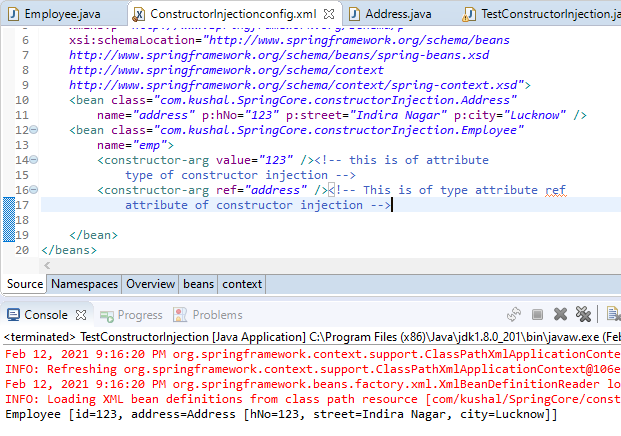 Employee.java ConstructorInjectionconfig.xml Address.java TestConstructorInjection.ja
6 xsi:schemaLocation="http://www.springframework.org/schema/beans
7 http://www.springframework.org/schema/beans/spring-beans.xsd
8 http://www.springframework.org/schema/context
9 http://www.springframework.org/schema/context/spring-context.xsd">
10 <bean class="com.kushal.SpringCore.constructorInjection.Address"
11 name="address" p:hNo="123" p:street="Indira Nagar" p:city="Lucknow" />
12 <bean class="com.kushal.SpringCore.constructorInjection.Employee"
13 name="emp">
14 <constructor-arg value="123" /><!-- this is of attribute
15 type of constructor injection -->
16 <constructor-arg ref="address" /><!-- This is of type attribute ref
17 attribute of constructor injection -->
18
19 </bean>
20 </beans>
Source Namespaces Overview beans context
Console Progress Problems
<terminated> TestConstructorInjection [Java Application] C:\Program Files (x86)\Java\jdk1.8.0_201\bin\javaw.exe (Feb
Feb 12, 2021 9:16:20 PM org.springframework.context.support.ClassPathXmlApplicationConte
INFO: Refreshing org.springframework.context.support.ClassPathXmlApplicationContext@106e
Feb 12, 2021 9:16:20 PM org.springframework.beans.factory.xml.XmlBeanDefinitionReader lo
INFO: Loading XML bean definitions from class path resource [com/kushal/SpringCore/const
Employee [id=123, address=Address [hNo=123, street=Indira Nagar, city=Lucknow]]